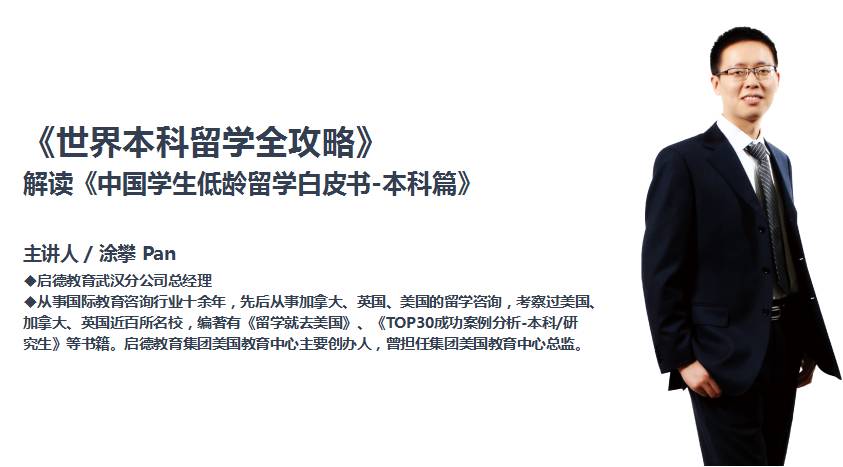 《世界本科留学全攻略》
解读《中国学生低龄留学白皮书-本科篇》
主讲人 / 涂攀 Pan
◆启德教育武汉分公司总经理
◆从事国际教育咨询行业十余年，先后从事加拿大、英国、美国的留学咨询，考察过美国、
加拿大、英国近百所名校，编著有《留学就去美国》、《TOP30成功案例分析-本科/研
究生》等书籍。启德教育集团美国教育中心主要创办人，曾担任集团美国教育中心总监。